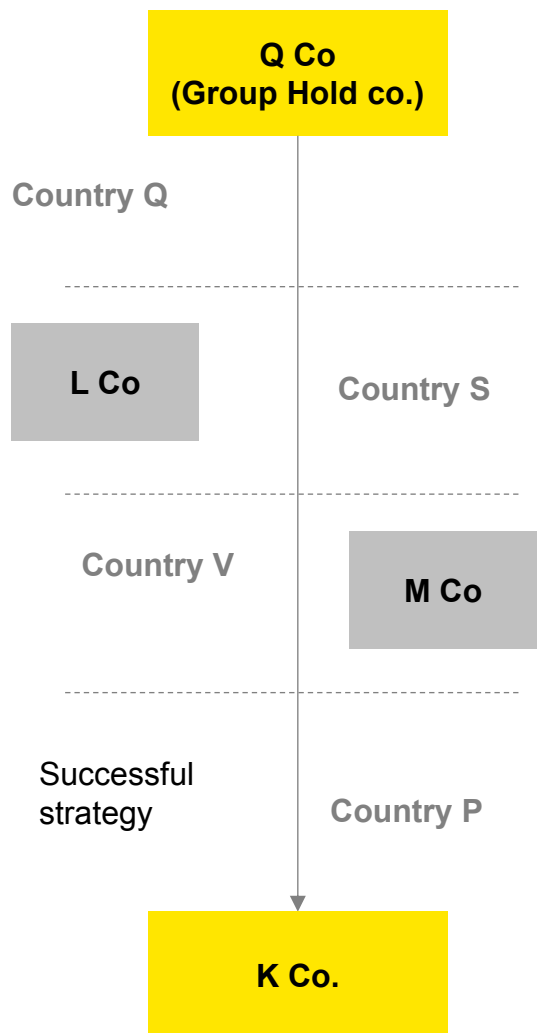 Q Co
(Group Hold co.)
Country Q
L Co
Country S
Country V
M Co
Successful
strategy
Country P
K Co.